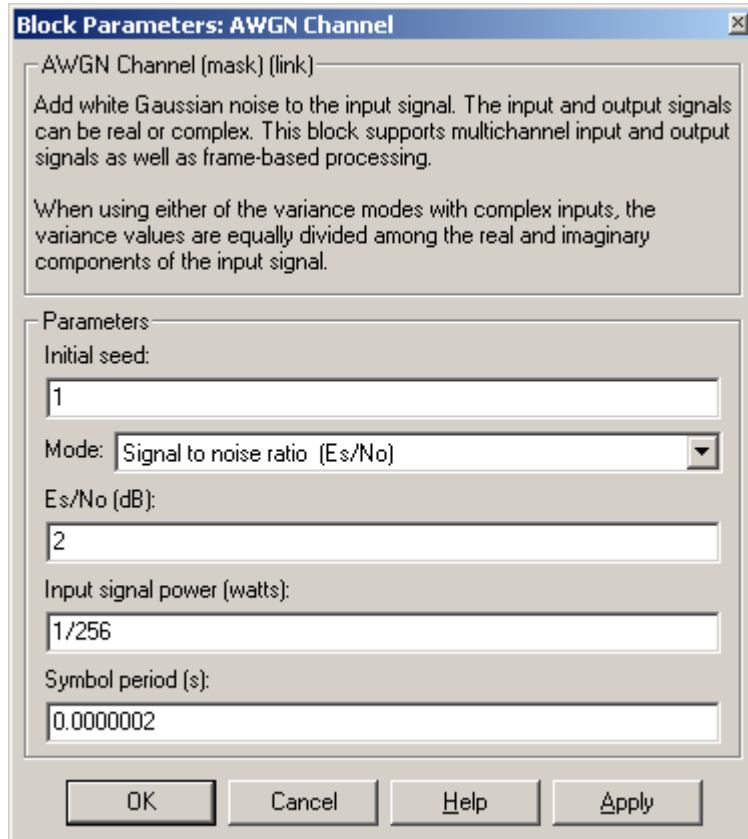 Block Parameters: AWGN Channel
AWGN Channel (mask) (link)
Add white Gaussian noise to the input signal. The input and output signals
can be real or complex. This block supports multichannel input and output
signals as well as frame-based processing.
When using either of the variance modes with complex inputs, the
variance values are equally divided among the real and imaginary
components of the input signal.
Parameters
Initial seed:
1
Mode: Signal to noise ratio (Es/No)
Es/No (dB):
2
Input signal power (watts):
1/256
Symbol period (s):
0.0000002
OK Cancel Help Apply